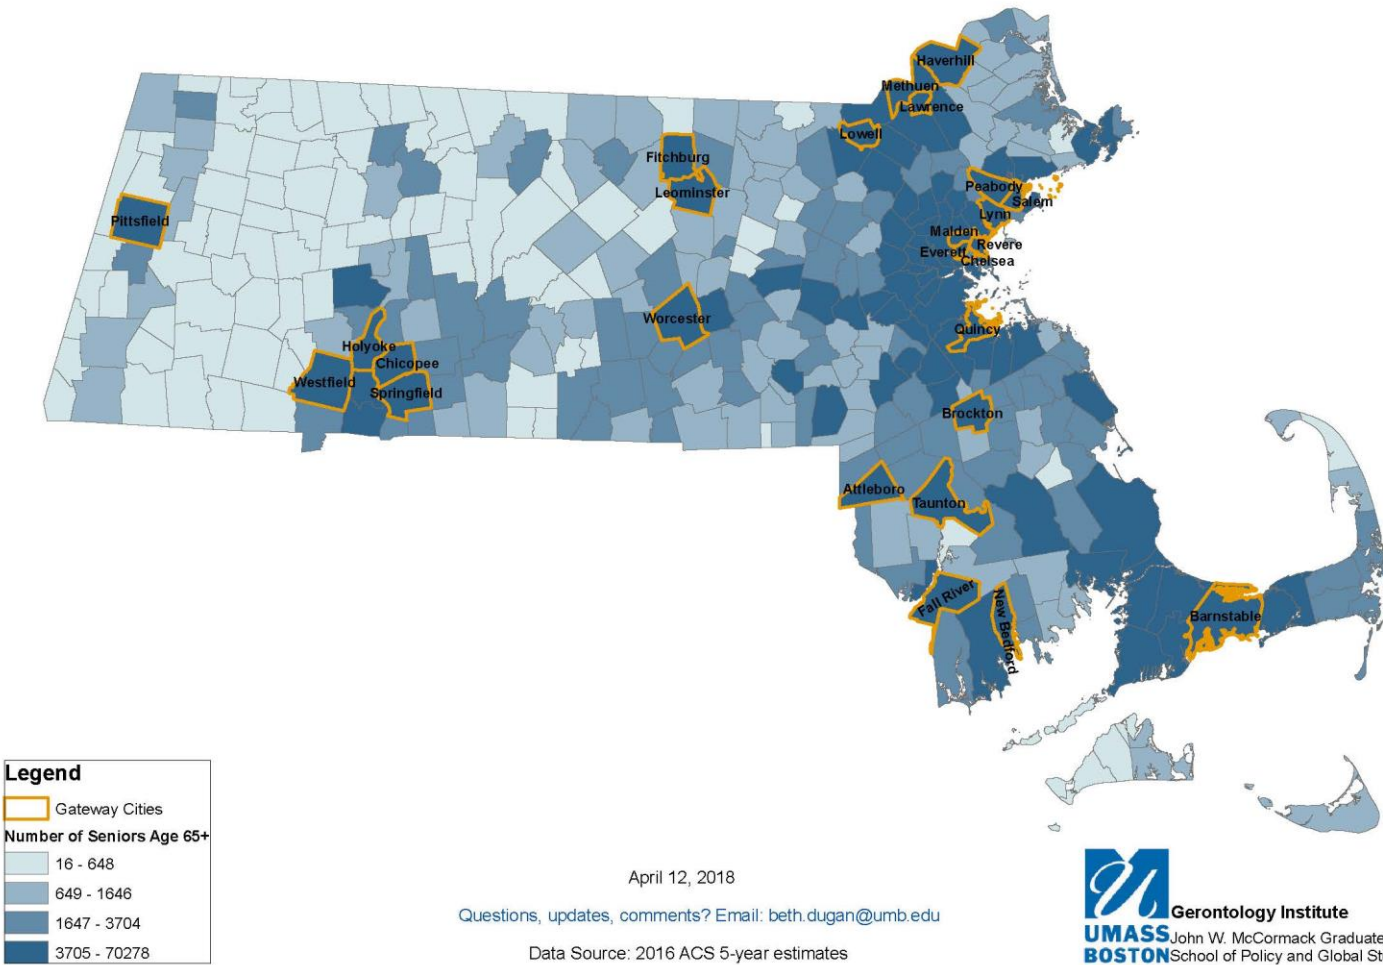 Haverhill
Methuen
Lawrence
Lowell
Fitchburg
Leominster
Peabody
Salem
Lynn
Pittsfield
Malden
Revere
Everett
Chelsea
Worcester
Quincy
Holyoke
Chicopee
Westfield
Springfield
Brockton
Attleboro
Taunton
Fall River
New Bedford
Barnstable
Legend
Gateway Cities
Number of Seniors Age 65+
16 - 648
649 - 1646
1647 - 3704
3705 - 70278
April 12, 2018
Questions, updates, comments? Email: beth.dugan@umb.edu
Data Source: 2016 ACS 5-year estimates
UMASS
BOSTON
Gerontology Institute
John W. McCormack Graduate
School of Policy and Global St